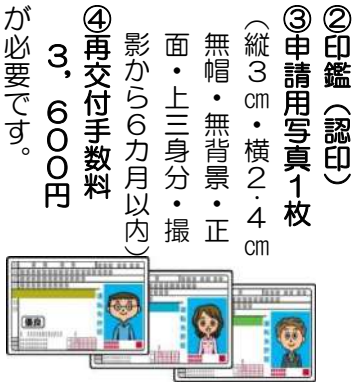 ②印鑑（認印）
③申請用写真1枚
（縦3㎝・横2.4㎝
無帽・無背景・正
面・上三身分・撮
影から6カ月以内）
④再交付手数料
3，600円
が必要です。
優良